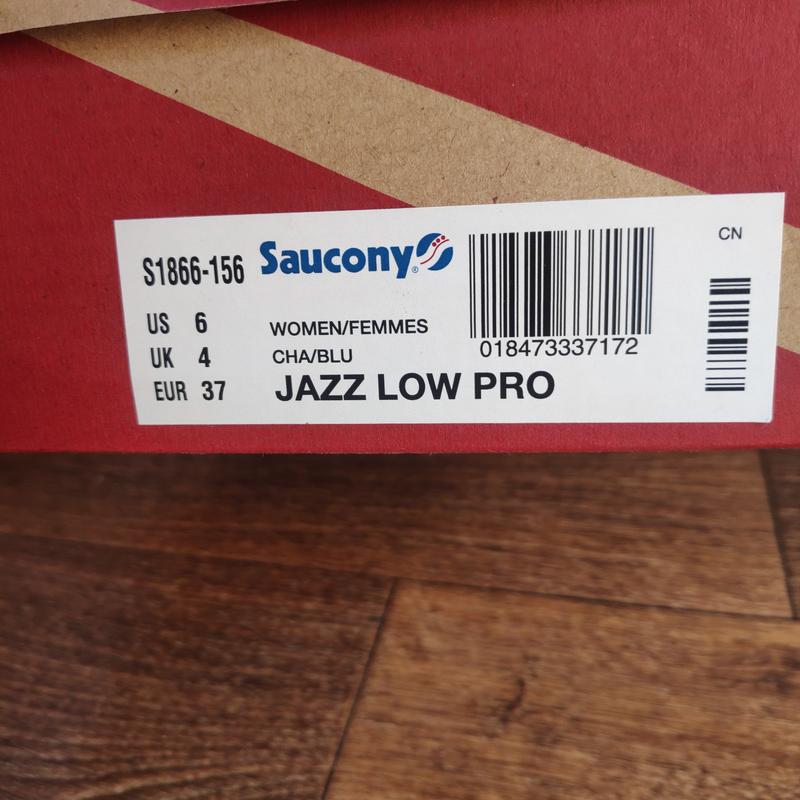 S1866-156
Saucony®
US 6
UK 4
EUR 37
WOMEN/FEMMES
CHA/BLU
JAZZ LOW PRO
018473337172
CN